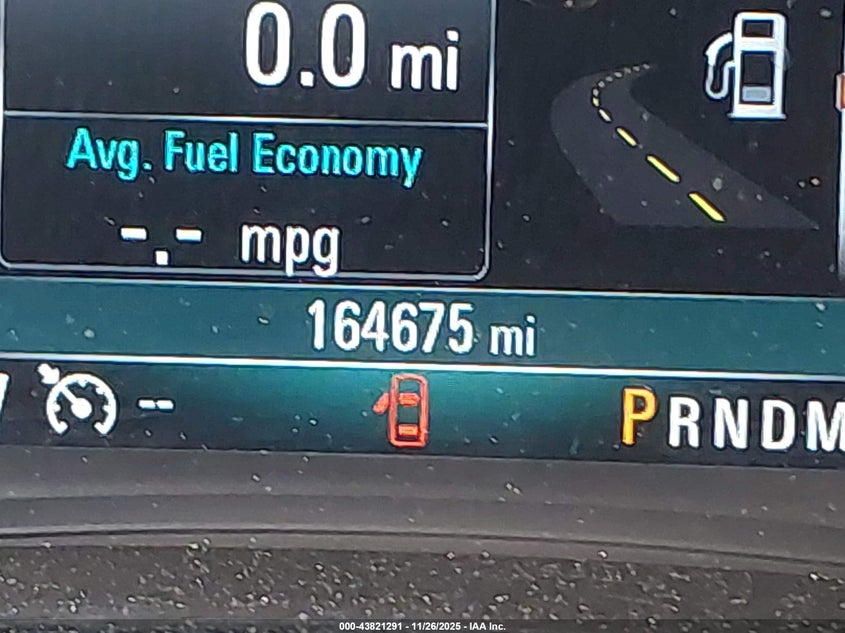 0.0 mi
Avg. Fuel Economy
-.- mpg
164675 mi
-- PRNDM
000-43821291 - 11/26/2025 - IAA Inc.